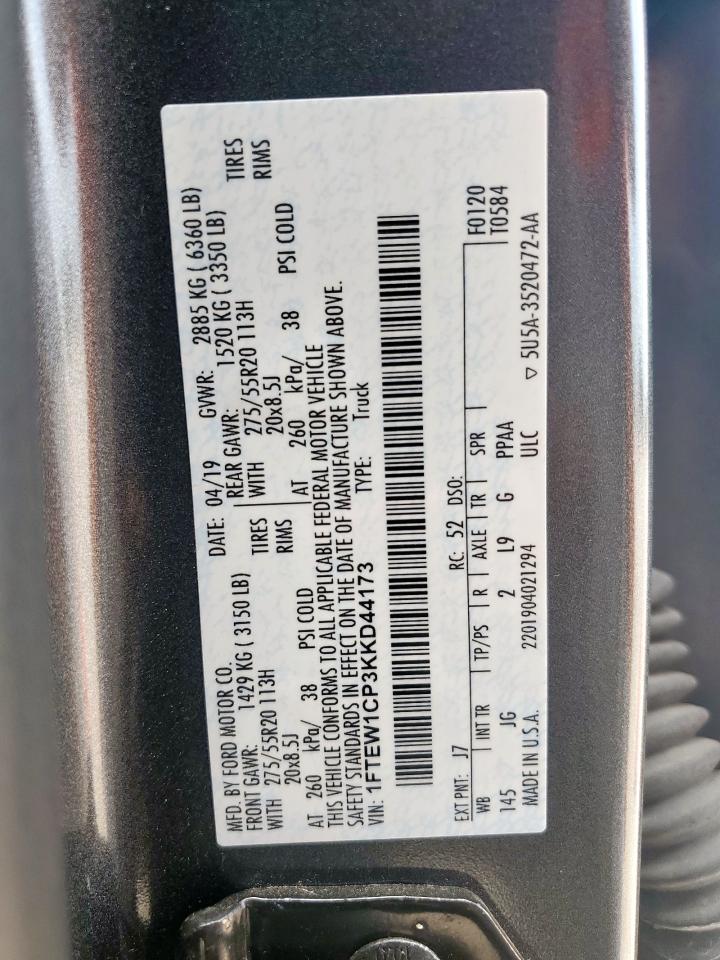 MFD. BY FORD MOTOR CO.
DATE: 04/19 GVWR: 2885 KG ( 6360 LB)
FRONT GAWR: 1429 KG ( 3150 LB) REAR GAWR: 1520 KG ( 3350 LB)
WITH 275/55R20 113H TIRES WITH 275/55R20 113H TIRES
20x8.5J RIMS 20x8.5J RIMS
AT 260 kPa/ 38 PSI COLD AT 260 kPa/ 38 PSI COLD
THIS VEHICLE CONFORMS TO ALL APPLICABLE FEDERAL MOTOR VEHICLE
SAFETY STANDARDS IN EFFECT ON THE DATE OF MANUFACTURE SHOWN ABOVE.
VIN: 1FTEW1CP3KKD44173 TYPE: Truck
EXT PNT: J7 RC: 52 DSO: F0120
WB INT TR TP/PS R AXLE TR SPR T0584
145 JG 2 L9 G PPAA
MADE IN U.S.A. 2201904021294 ULC ▽ 5U5A-3520472-AA